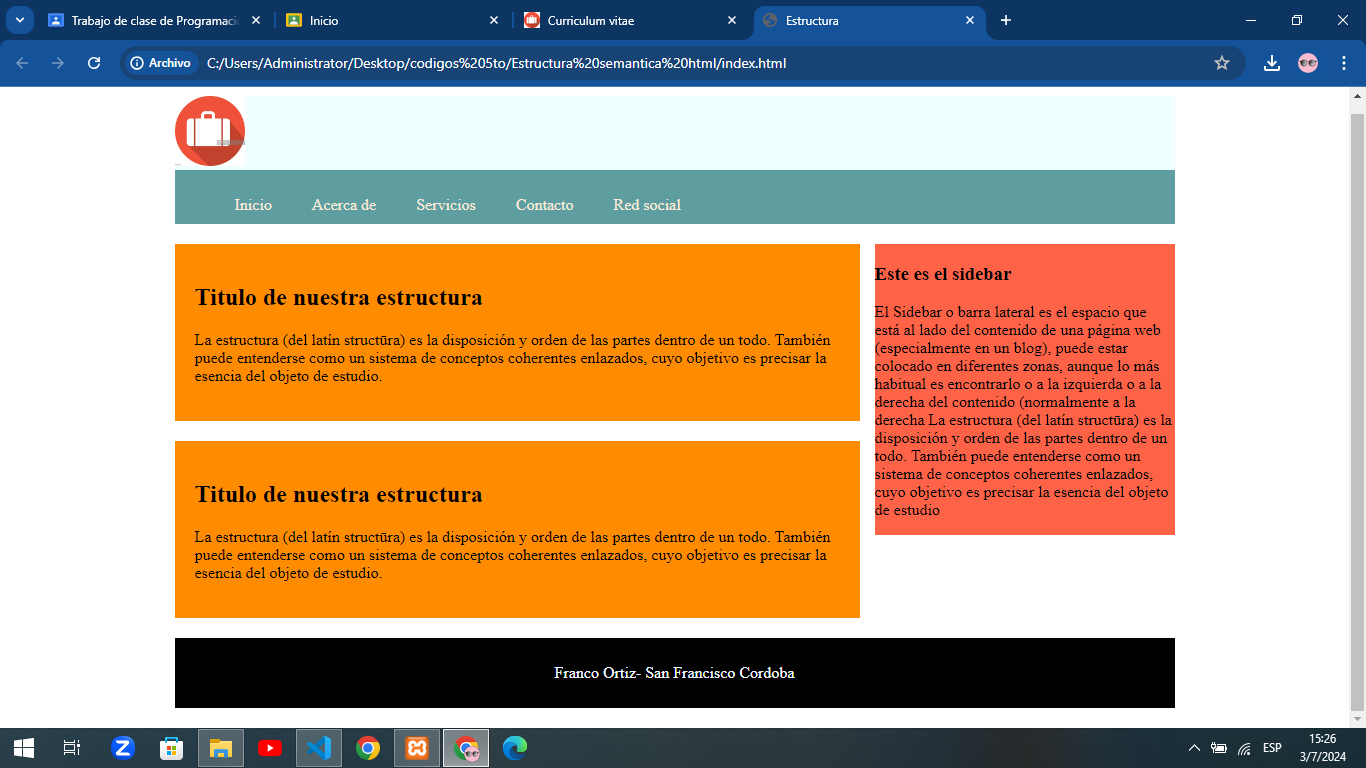 Trabajo de clase de Programaci
Inicio
Curriculum vitae
Estructura
Archivo
C:/Users/Administrator/Desktop/codigos%205to/Estructura%20semantica%20html/index.html
Inicio
Acerca de
Servicios
Contacto
Red social
Titulo de nuestra estructura
La estructura (del latín structūra) es la disposición y orden de las partes dentro de un todo. También
puede entenderse como un sistema de conceptos coherentes enlazados, cuyo objetivo es precisar la
esencia del objeto de estudio.
Titulo de nuestra estructura
La estructura (del latín structūra) es la disposición y orden de las partes dentro de un todo. También
puede entenderse como un sistema de conceptos coherentes enlazados, cuyo objetivo es precisar la
esencia del objeto de estudio.
Este es el sidebar
El Sidebar o barra lateral es el espacio que
está al lado del contenido de una página web
(especialmente en un blog), puede estar
colocado en diferentes zonas, aunque lo más
habitual es encontrarlo o a la izquierda o a la
derecha del contenido (normalmente a la
derecha La estructura (del latín structūra) es la
disposición y orden de las partes dentro de un
todo. También puede entenderse como un
sistema de conceptos coherentes enlazados,
cuyo objetivo es precisar la esencia del objeto
de estudio
Franco Ortiz- San Francisco Cordoba
ESP
15:26
3/7/2024